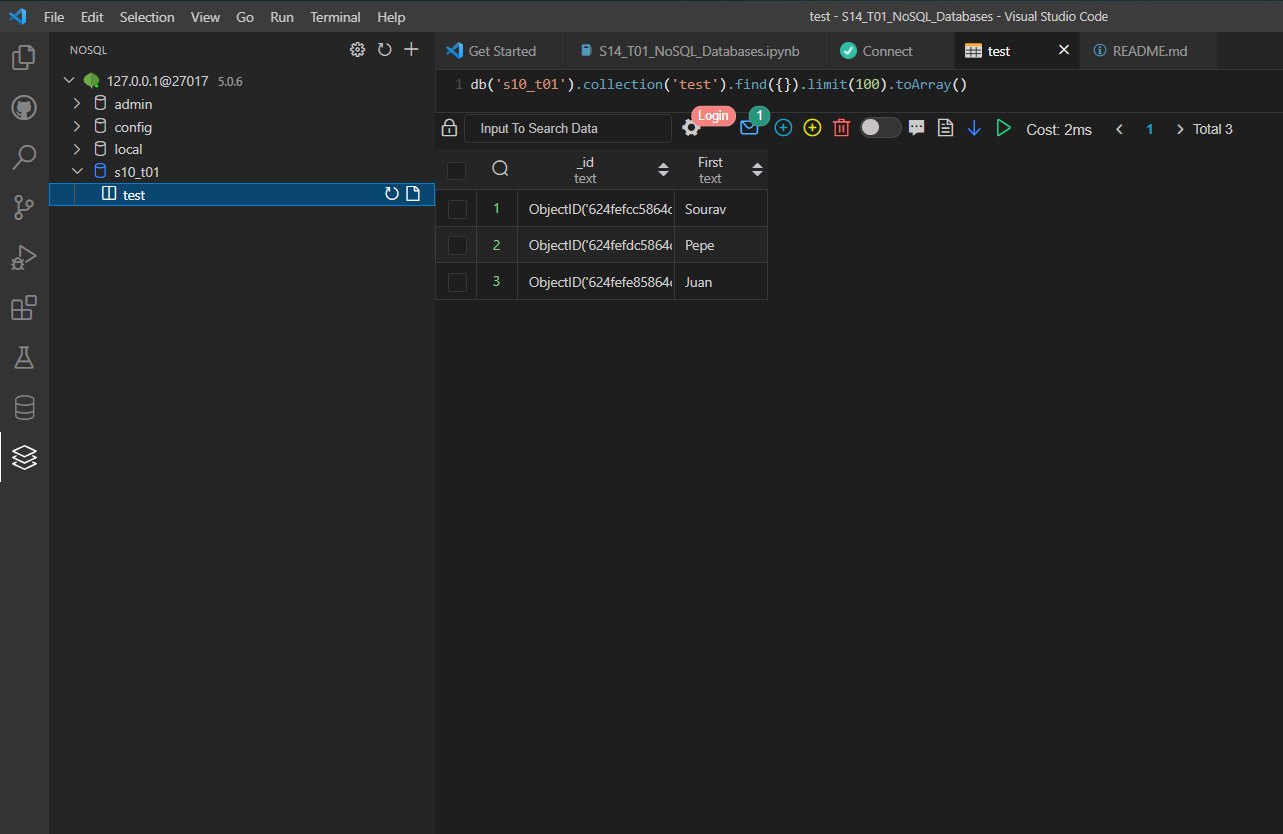 File Edit Selection View Go Run Terminal Help
test - S14_T01_NoSQL_Databases - Visual Studio Code
NOSQL
127.0.0.1@27017 5.0.6
admin
config
local
s10_t01
test
Get Started
S14_T01_NoSQL_Databases.ipynb
Connect
test
README.md
1 db('s10_t01').collection('test').find({}).limit(100).toArray()
Input To Search Data
Login
1
Cost: 2ms
1
Total 3
_id First
text text
1 ObjectID('624fefcc5864 Sourav
2 ObjectID('624fefdc5864 Pepe
3 ObjectID('624fefe85864 Juan